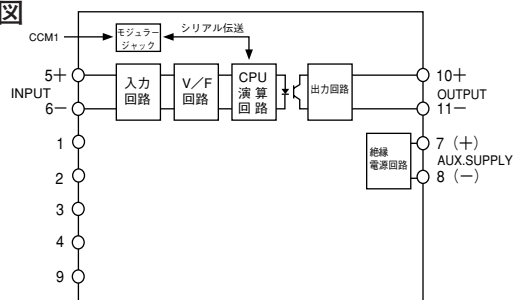 図
CCM1
モジュラー
ジャック
シリアル伝送
5+
INPUT
6−
入力
回路
V/F
回路
CPU
演算
回路
出力回路
10+
OUTPUT
11−
1
2
3
4
9
絶縁
電源回路
7（+）
AUX.SUPPLY
8（−）